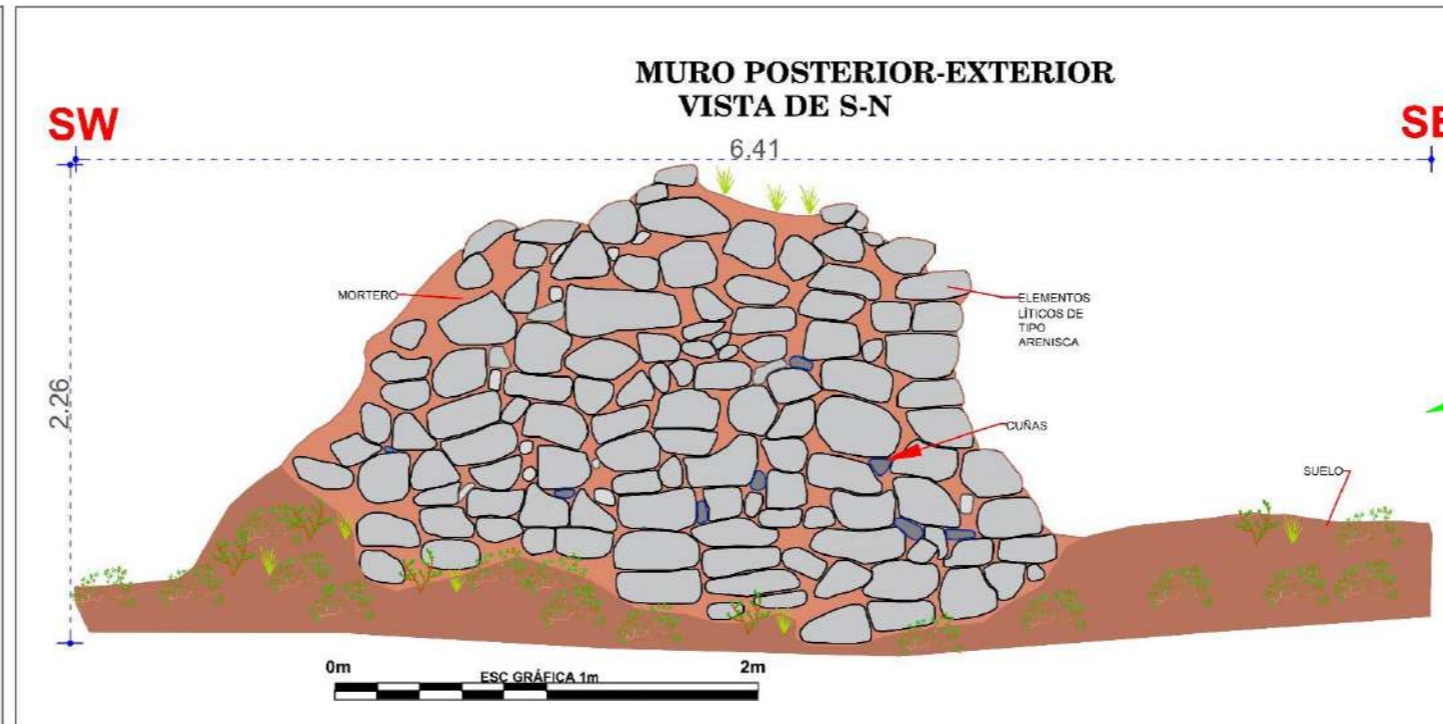 MURO POSTERIOR-EXTERIOR
VISTA DE S-N
SW
6.41
2.26
MORTERO
ELEMENTOS
LÍTICOS DE
TIPO
ARENISCA
CUÑAS
SUELO
0m
ESC GRÁFICA 1m
2m